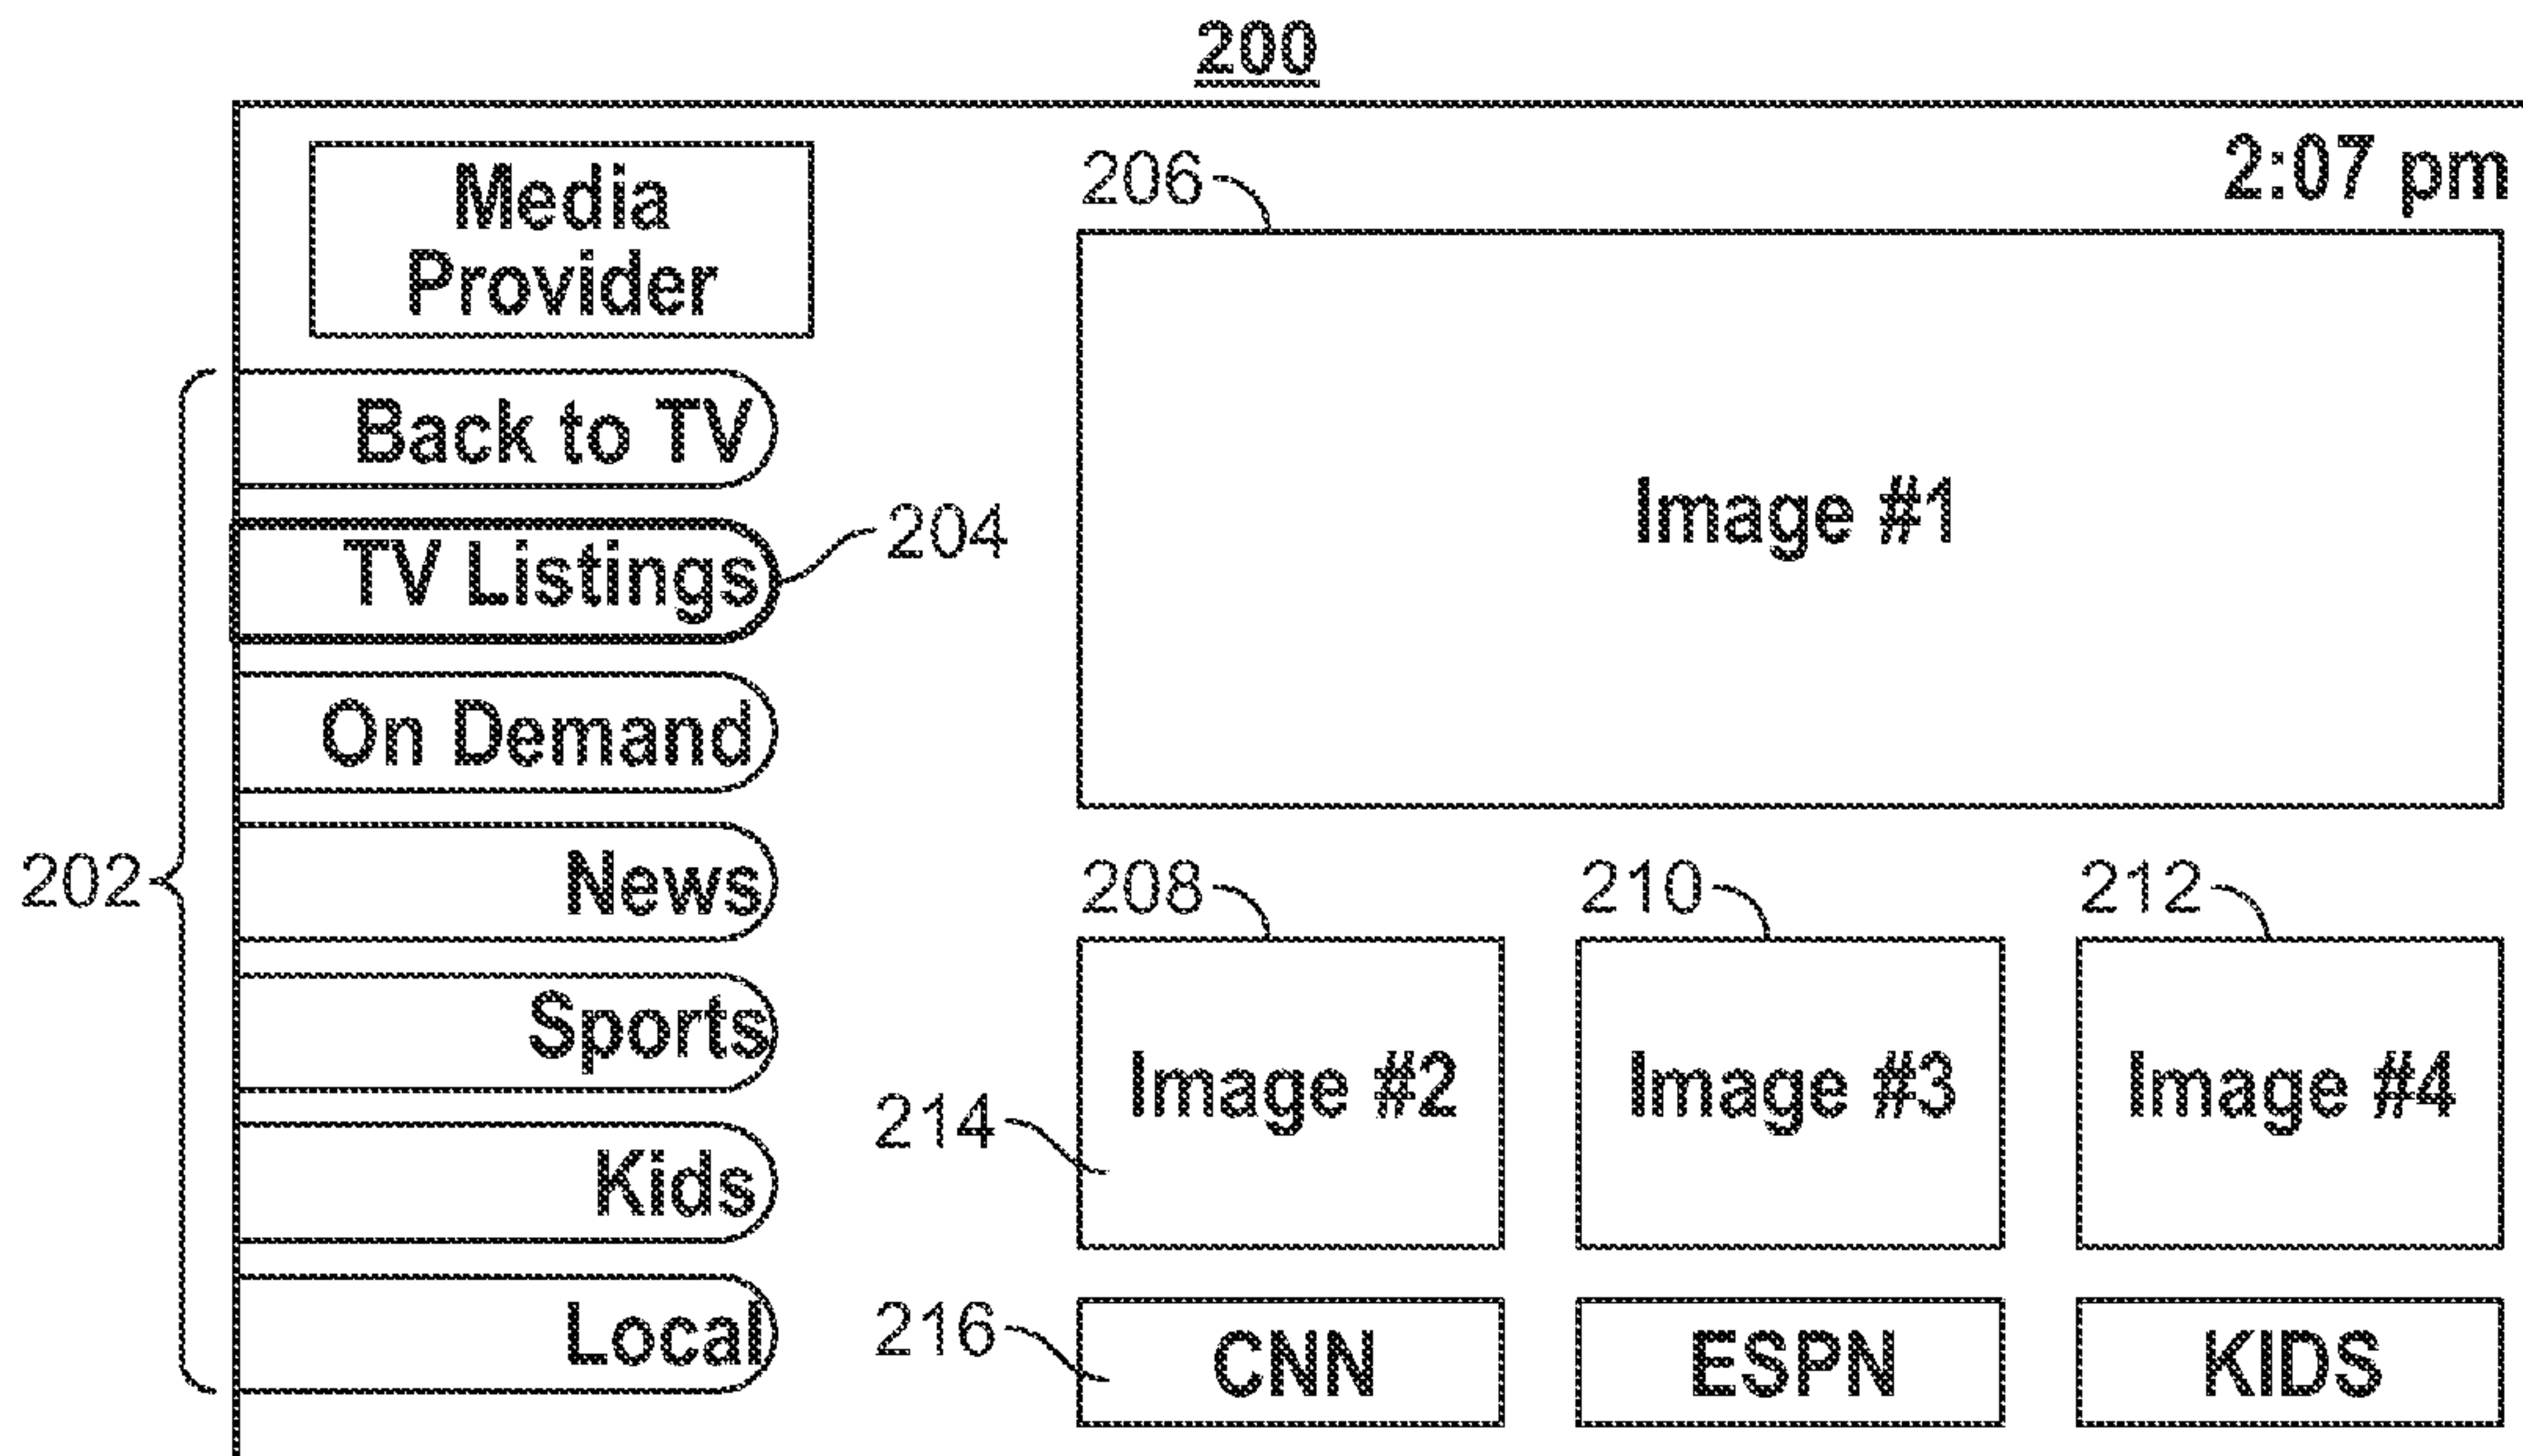 200
2:07 pm
Media
Provider
206
Back to TV
TV Listings
204
Image #1
On Demand
202
News
208
210
212
Sports
Image #2
Image #3
Image #4
214
Kids
Local
216
CNN
ESPN
KIDS